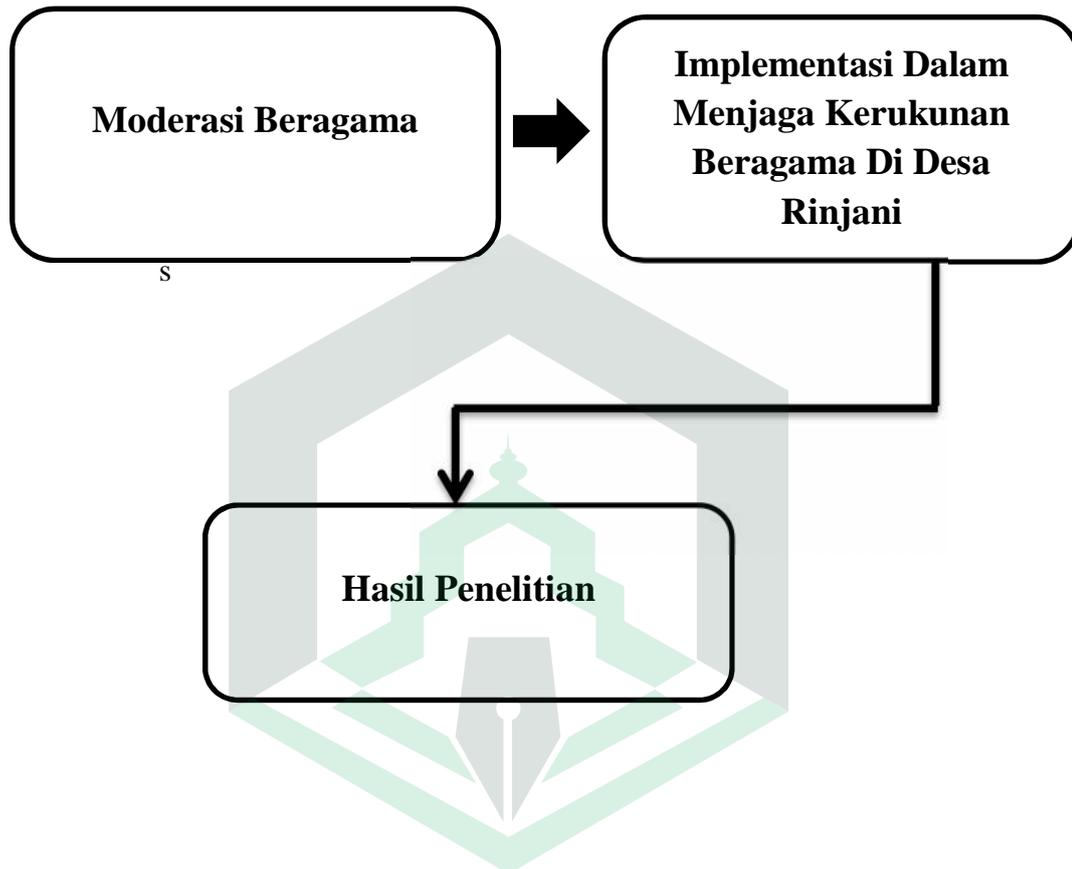 Moderasi Beragama
Implementasi Dalam
Menjaga Kerukunan
Beragama Di Desa
Rinjani
s
Hasil Penelitian